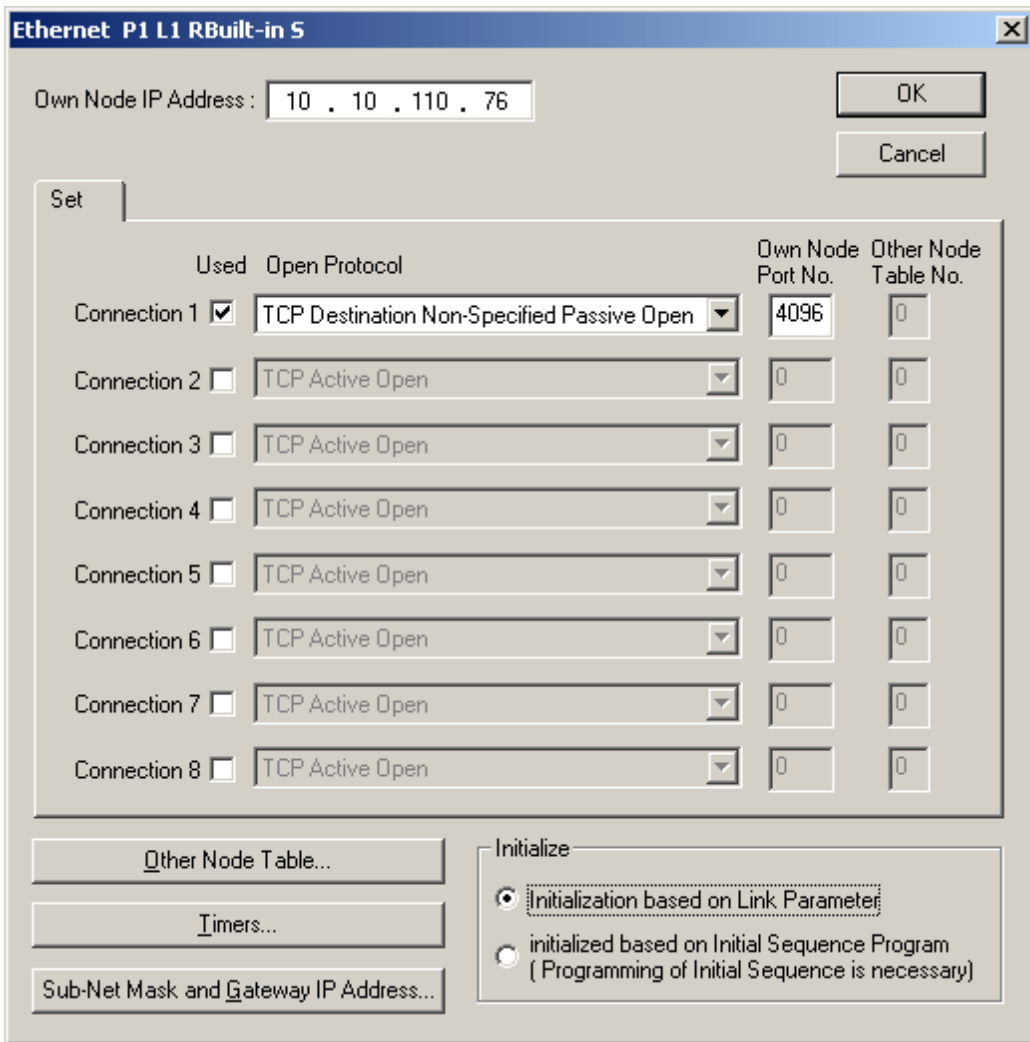 Ethernet P1 L1 RBuilt-in S
Own Node IP Address : 10 . 10 . 110 . 76
OK
Cancel
Set
Used Open Protocol Own Node Port No. Other Node Table No.
Connection 1 TCP Destination Non-Specified Passive Open 4096 0
Connection 2 TCP Active Open 0 0
Connection 3 TCP Active Open 0 0
Connection 4 TCP Active Open 0 0
Connection 5 TCP Active Open 0 0
Connection 6 TCP Active Open 0 0
Connection 7 TCP Active Open 0 0
Connection 8 TCP Active Open 0 0
Other Node Table...
Timers...
Sub-Net Mask and Gateway IP Address...
Initialize
Initialization based on Link Parameter
initialized based on Initial Sequence Program
( Programming of Initial Sequence is necessary)